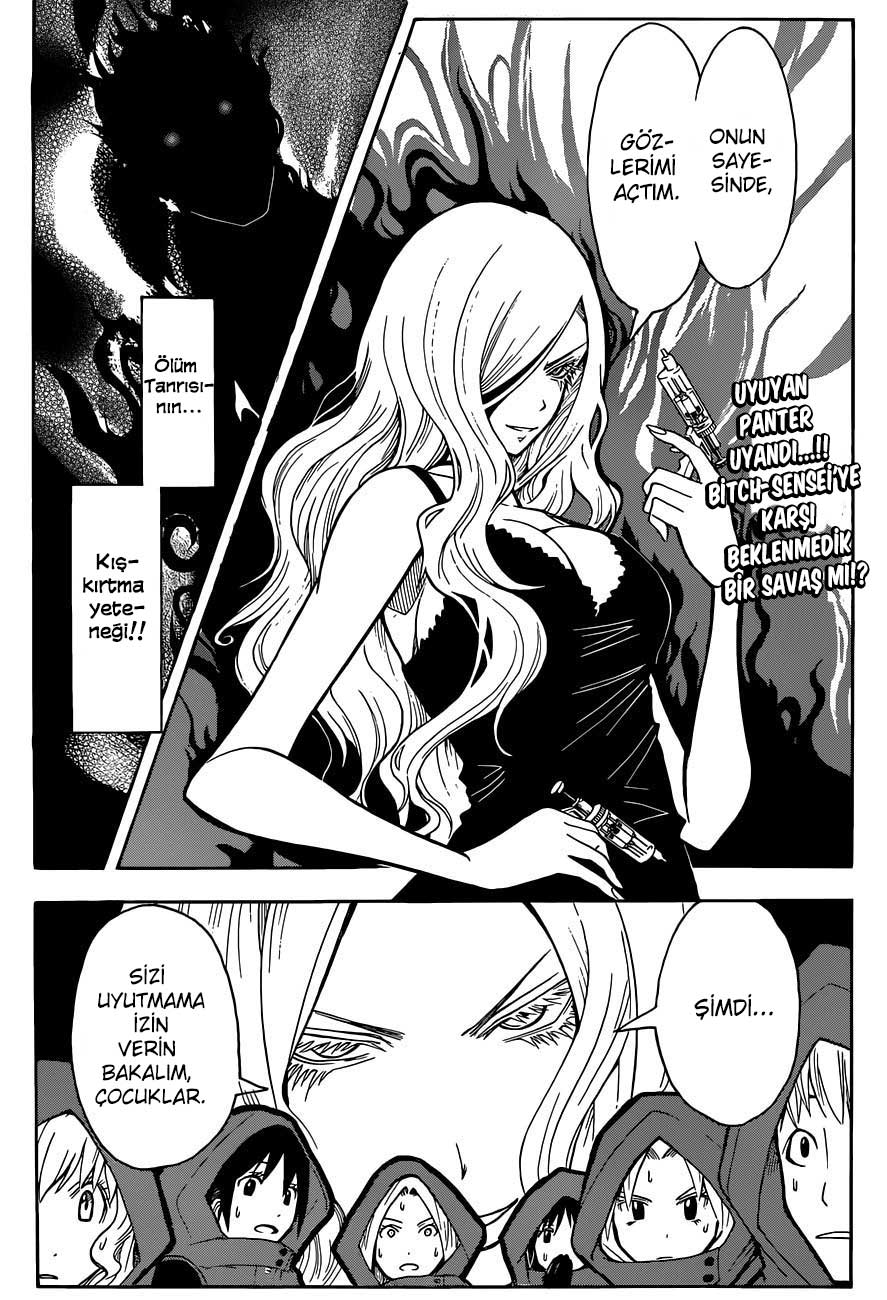 ONUN
SAYE-
SİNDE,
GÖZ-
LERİMİ
AÇTIM.
UYUYAN
PANTER
UYANDI...!!
BITCH-SENSEI'YE
KARŞI
BEKLENMEDİK
BİR SAVAŞ MI!?
Ölüm
Tanrısı-
nın...
Kış-
kırtma
yete-
neği!!
ŞİMDİ...
SİZİ
UYUTMAMA
İZİN
VERİN
BAKALIM,
ÇOCUKLAR.